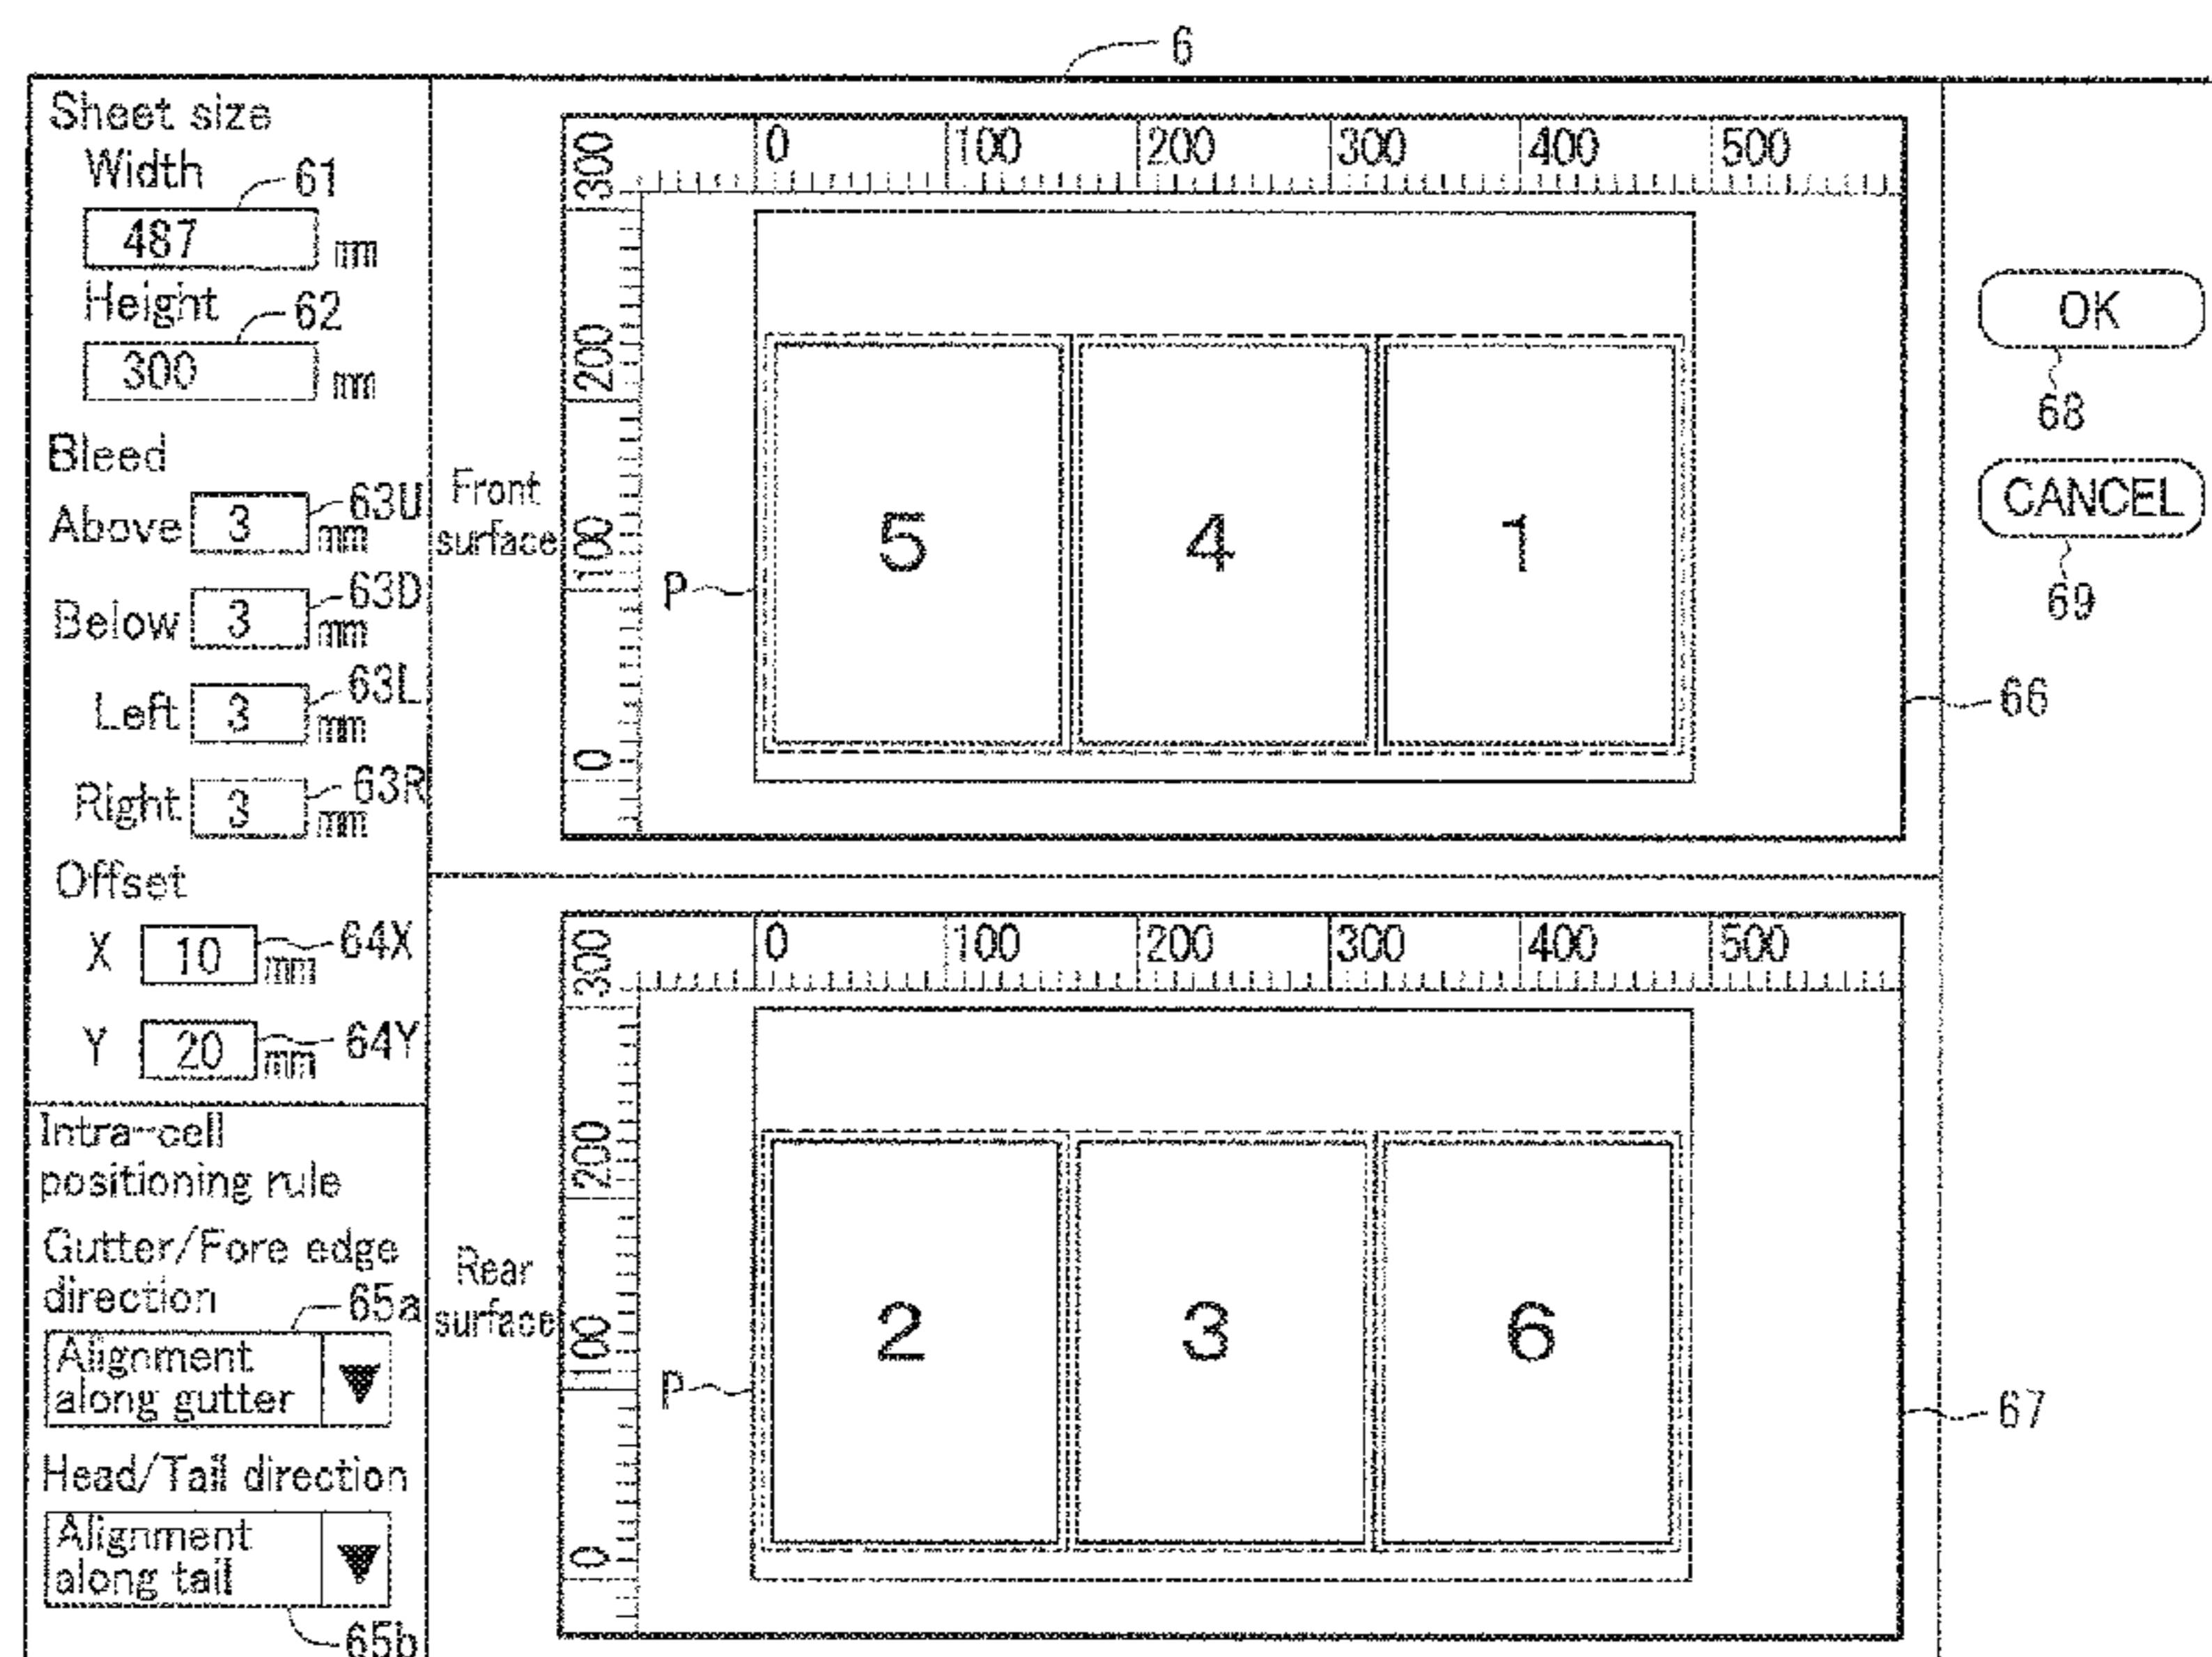 6
Sheet size
Width
61
487 mm
Height
62
300 mm
Bleed
Above 3 mm 63U
Below 3 mm 63D
Left 3 mm 63L
Right 3 mm 63R
Offset
X 10 mm 64X
Y 20 mm 64Y
Intra-cell
positioning rule
Gutter/Fore edge
direction
65a
Alignment
along gutter ▼
Head/Tail direction
Alignment
along tail ▼
65b
Front
surface
0 100 200 300 400 500
300
200
100
0
P
5 4 1
66
Rear
surface
0 100 200 300 400 500
300
200
100
0
P
2 3 6
67
OK
68
CANCEL
69